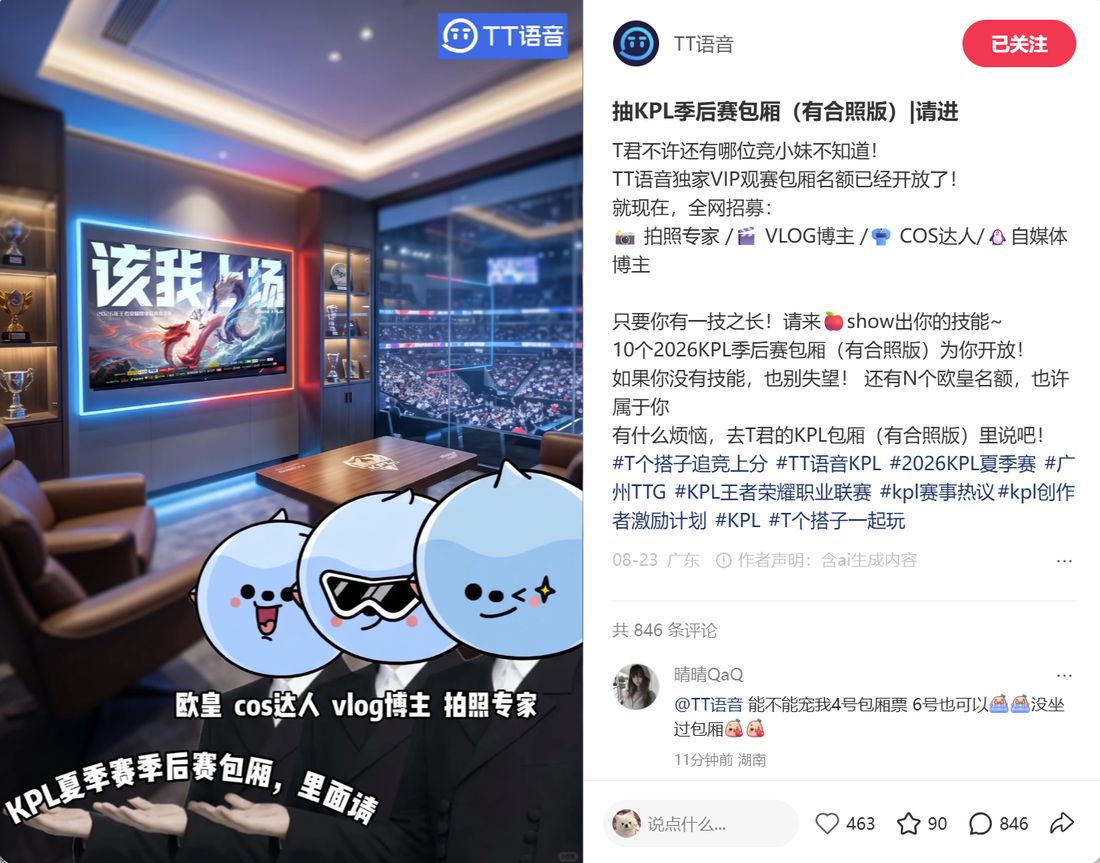 TT语音
该我上场
欧皇 cos达人 vlog博主 拍照专家
KPL夏季赛季后赛包厢，里面请
TT语音
已关注
抽KPL季后赛包厢（有合照版）|请进
T君不许还有哪位竞小妹不知道！
TT语音独家VIP观赛包厢名额已经开放了！
就现在，全网招募：
📷 拍照专家 /🎬 VLOG博主 /👘 COS达人/🐧自媒体
博主
只要你有一技之长！请来🍎show出你的技能~
10个2026KPL季后赛包厢（有合照版）为你开放！
如果你没有技能，也别失望！ 还有N个欧皇名额，也许
属于你
有什么烦恼，去T君的KPL包厢（有合照版）里说吧！
#T个搭子追竞上分 #TT语音KPL #2026KPL夏季赛 #广
州TTG #KPL王者荣耀职业联赛 #kpl赛事热议#kpl创作
者激励计划 #KPL #T个搭子一起玩
08-23 广东 作者声明：含ai生成内容
共 846 条评论
晴晴QaQ
@TT语音 能不能宠我4号包厢票 6号也可以没坐
过包厢
11分钟前 湖南
说点什么...
463
90
846